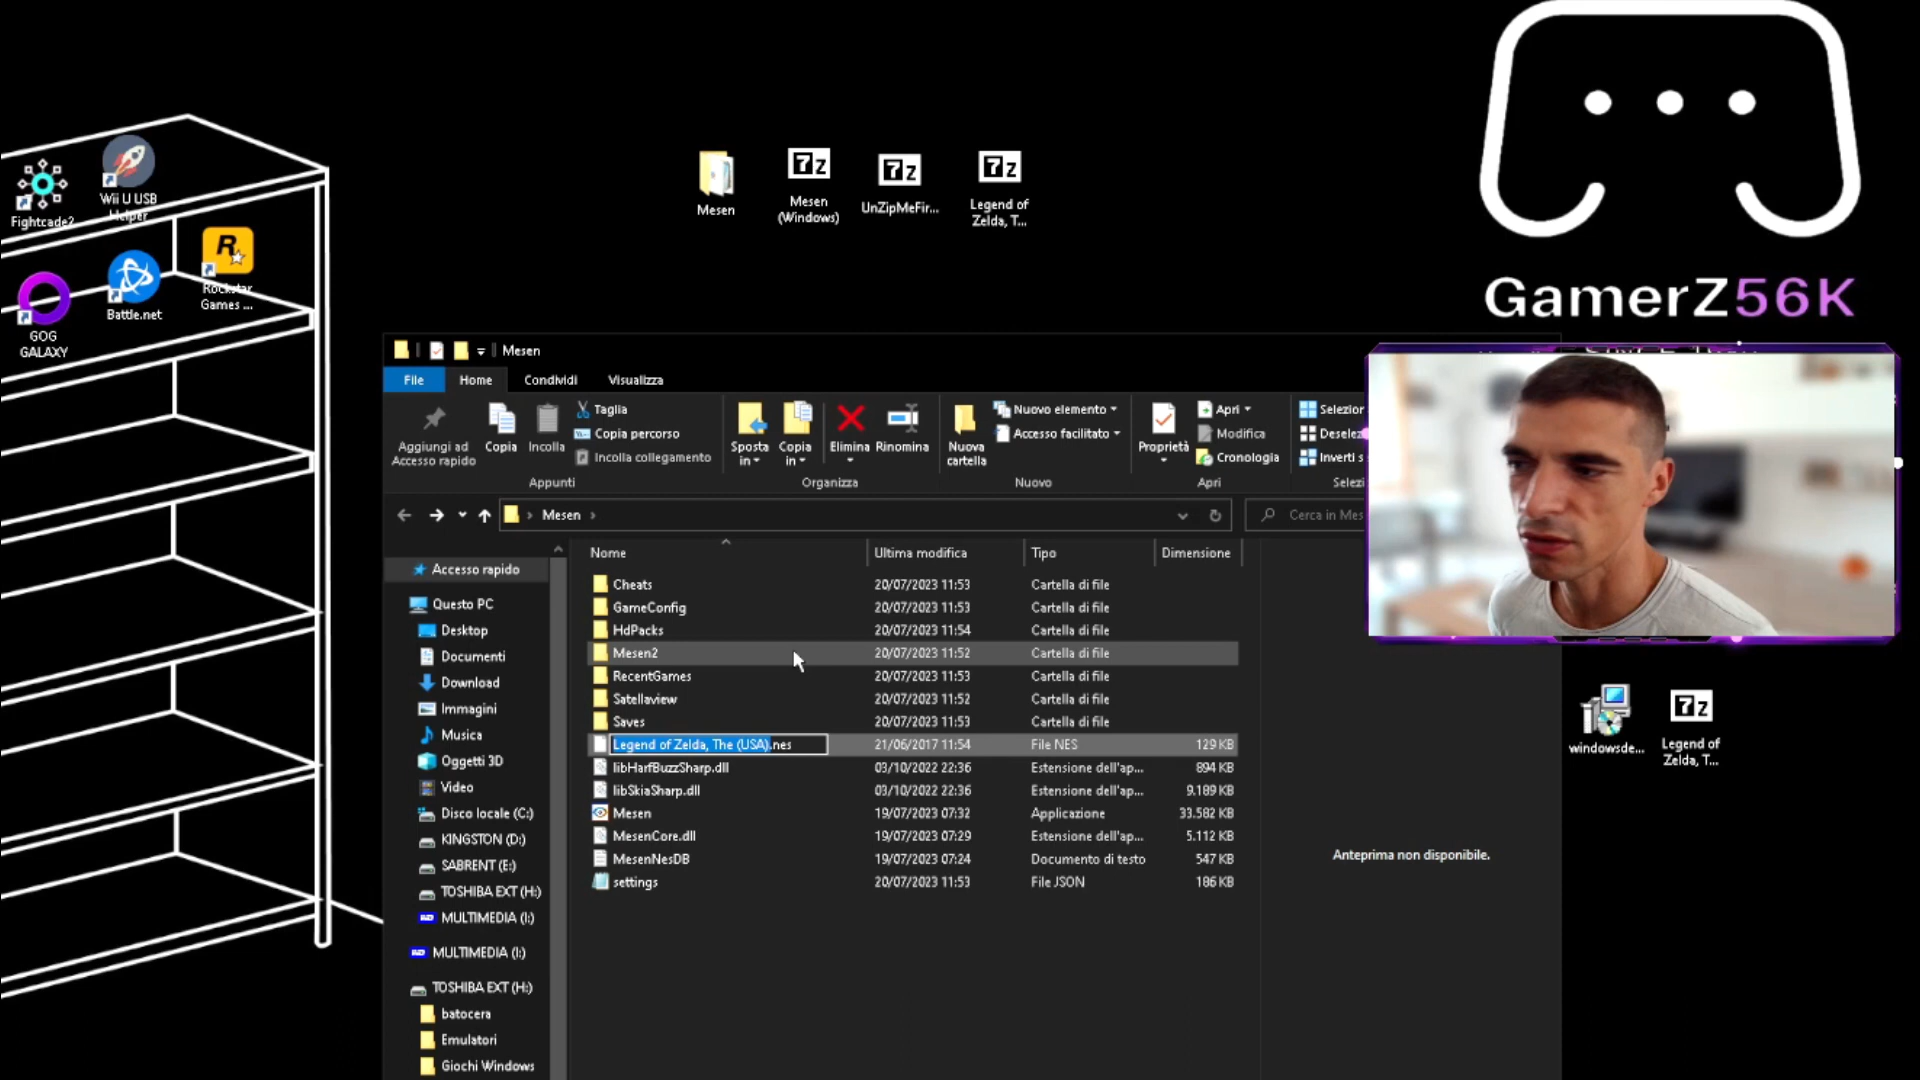 Fightcade2
Wii U USB
Helper
GOG
GALAXY
Battle.net
Rockstar
Games ...
Mesen
Mesen
(Windows)
UnZipMeFir...
Legend of
Zelda, T...
GamerZ56K
Mesen
File
Home
Condividi
Visualizza
Aggiungi ad
Accesso rapido
Copia
Incolla
Taglia
Copia percorso
Incolla collegamento
Appunti
Sposta
in
Copia
in
Elimina
Rinomina
Organizza
Nuova
cartella
Nuovo elemento
Accesso facilitato
Nuovo
Proprietà
Apri
Modifica
Cronologia
Apri
Selezior
Desele
Inverti s
Selezi
Mesen
Cerca in Mes
Accesso rapido
Questo PC
Desktop
Documenti
Download
Immagini
Musica
Oggetti 3D
Video
Disco locale (C:)
KINGSTON (D:)
SABRENT (E:)
TOSHIBA EXT (H:)
MULTIMEDIA (I:)
MULTIMEDIA (I:)
TOSHIBA EXT (H:)
batocera
Emulatori
Giochi Windows
Nome Ultima modifica Tipo Dimensione
Cheats 20/07/2023 11:53 Cartella di file
GameConfig 20/07/2023 11:53 Cartella di file
HdPacks 20/07/2023 11:54 Cartella di file
Mesen2 20/07/2023 11:52 Cartella di file
RecentGames 20/07/2023 11:53 Cartella di file
Satellaview 20/07/2023 11:52 Cartella di file
Saves 20/07/2023 11:53 Cartella di file
Legend of Zelda, The (USA).nes 21/06/2017 11:54 File NES 129 KB
libHarfBuzzSharp.dll 03/10/2022 22:36 Estensione dell'ap... 894 KB
libSkiaSharp.dll 03/10/2022 22:36 Estensione dell'ap... 9.189 KB
Mesen 19/07/2023 07:32 Applicazione 33.582 KB
MesenCore.dll 19/07/2023 07:29 Estensione dell'ap... 5.112 KB
MesenNesDB 19/07/2023 07:24 Documento di testo 547 KB
settings 20/07/2023 11:53 File JSON 186 KB
Anteprima non disponibile.
windowsde...
Legend of
Zelda, T...